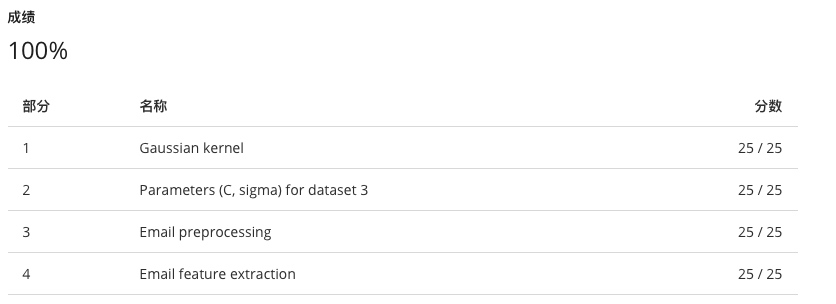 成绩
100%
部分 名称 分数
1 Gaussian kernel 25 / 25
2 Parameters (C, sigma) for dataset 3 25 / 25
3 Email preprocessing 25 / 25
4 Email feature extraction 25 / 25